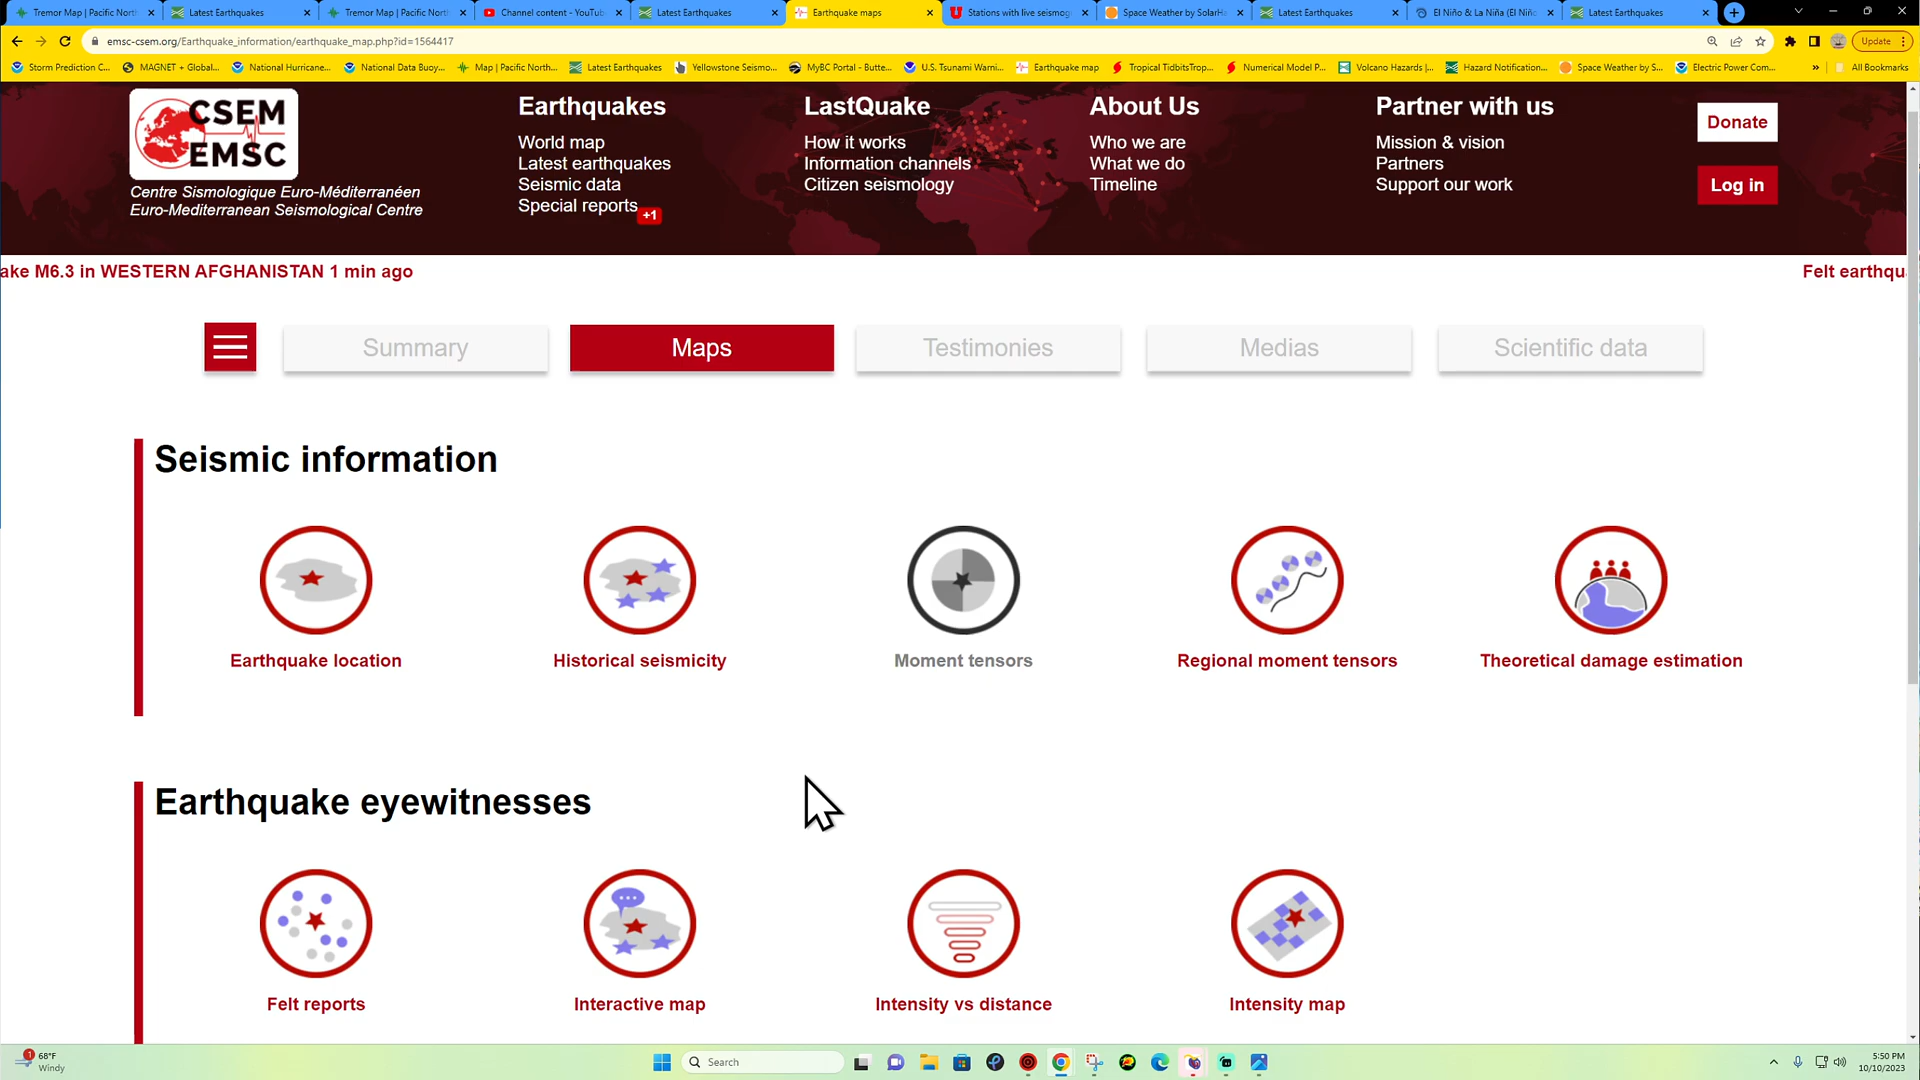 Tremor Map | Pacific North
Latest Earthquakes
Tremor Map | Pacific North
Channel content - YouTub
Latest Earthquakes
Earthquake maps
Stations with live seismog
Space Weather by SolarHa
Latest Earthquakes
El Niño & La Niña (El Niño
Latest Earthquakes
emsc-csem.org/Earthquake_information/earthquake_map.php?id=1564417
Update
Storm Prediction C...
MAGNET + Global...
National Hurricane...
National Data Buoy...
Map | Pacific North...
Latest Earthquakes
Yellowstone Seismo...
MyBC Portal - Butte...
U.S. Tsunami Warni...
Earthquake map
Tropical TidbitsTrop...
Numerical Model P...
Volcano Hazards |...
Hazard Notification...
Space Weather by S...
Electric Power Com...
»
All Bookmarks
CSEM
EMSC
Centre Sismologique Euro-Méditerranéen
Euro-Mediterranean Seismological Centre
Earthquakes
World map
Latest earthquakes
Seismic data
Special reports
+1
LastQuake
How it works
Information channels
Citizen seismology
About Us
Who we are
What we do
Timeline
Partner with us
Mission & vision
Partners
Support our work
Donate
Log in
ake M6.3 in WESTERN AFGHANISTAN 1 min ago
Felt earthqu
Summary
Maps
Testimonies
Medias
Scientific data
Seismic information
Earthquake location
Historical seismicity
Moment tensors
Regional moment tensors
Theoretical damage estimation
Earthquake eyewitnesses
Felt reports
Interactive map
Intensity vs distance
Intensity map
1
68°F
Windy
Search
5:50 PM
10/10/2023